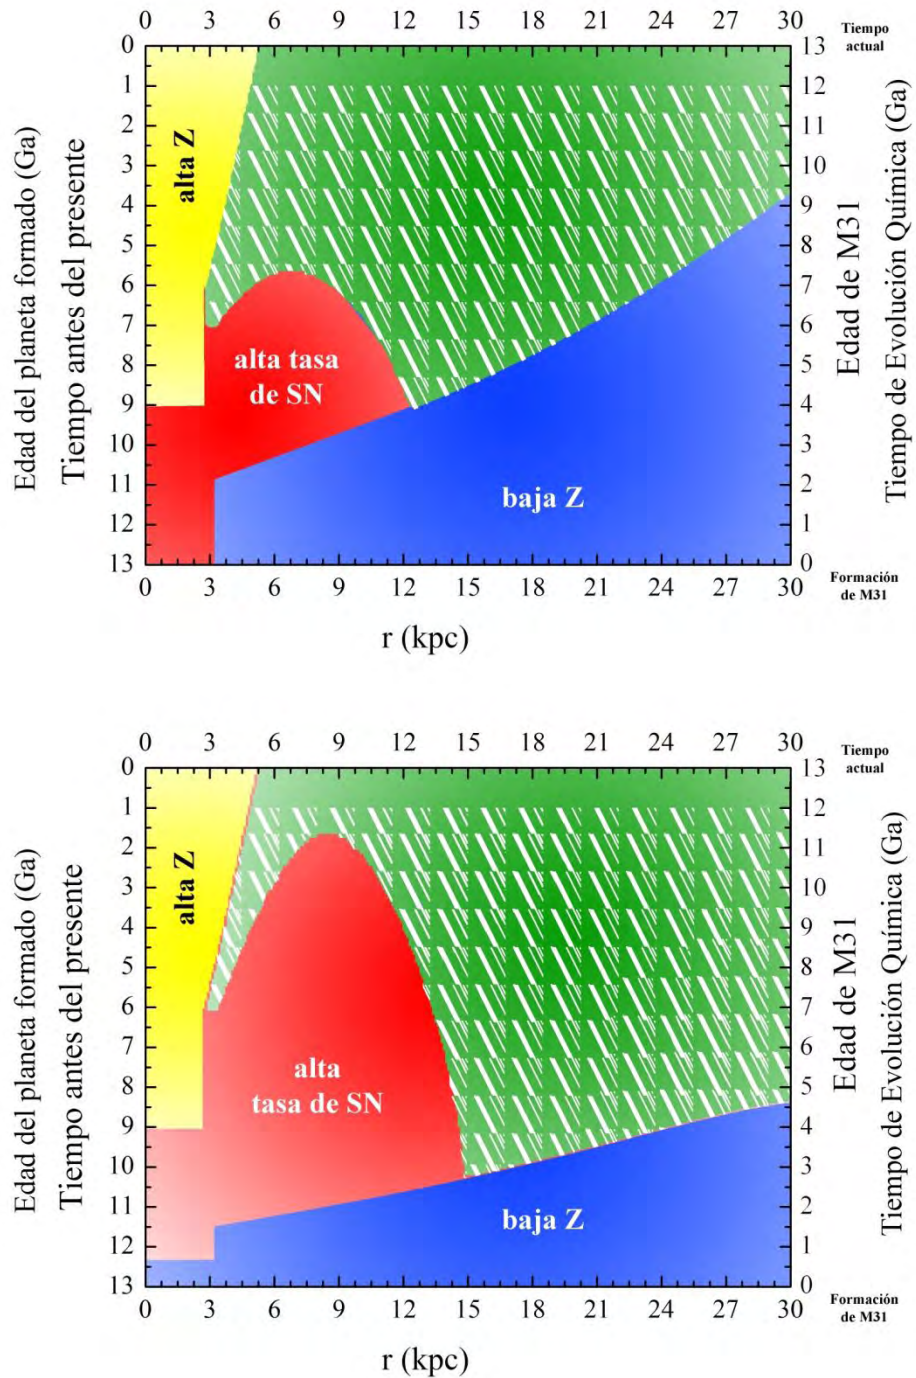 0 3 6 9 12 15 18 21 24 27 30
Tiempo
actual
0
1
2
3
4
5
6
7
8
9
10
11
12
13
Edad del planeta formado (Ga)
Tiempo antes del presente
alta Z
alta tasa
de SN
baja Z
13
12
11
10
9
8
7
6
5
4
3
2
1
0
Edad de M31
Tiempo de Evolución Química (Ga)
0 3 6 9 12 15 18 21 24 27 30
Formación
de M31
r (kpc)
0 3 6 9 12 15 18 21 24 27 30
Tiempo
actual
0
1
2
3
4
5
6
7
8
9
10
11
12
13
Edad del planeta formado (Ga)
Tiempo antes del presente
alta Z
alta
tasa de SN
baja Z
13
12
11
10
9
8
7
6
5
4
3
2
1
0
Edad de M31
Tiempo de Evolución Química (Ga)
0 3 6 9 12 15 18 21 24 27 30
Formación
de M31
r (kpc)